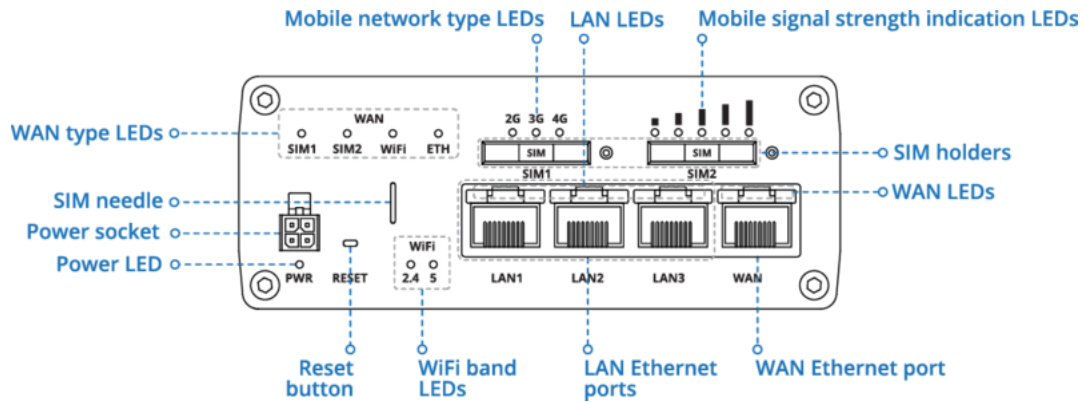 Mobile network type LEDs
LAN LEDs
Mobile signal strength indication LEDs
WAN type LEDs
WAN
SIM1 SIM2 WiFi ETH
2G 3G 4G
SIM
SIM
SIM holders
SIM1
SIM2
WAN LEDs
SIM needle
Power socket
Power LED
PWR
RESET
WiFi
2.4 5
LAN1
LAN2
LAN3
WAN
Reset
button
WiFi band
LEDs
LAN Ethernet
ports
WAN Ethernet port